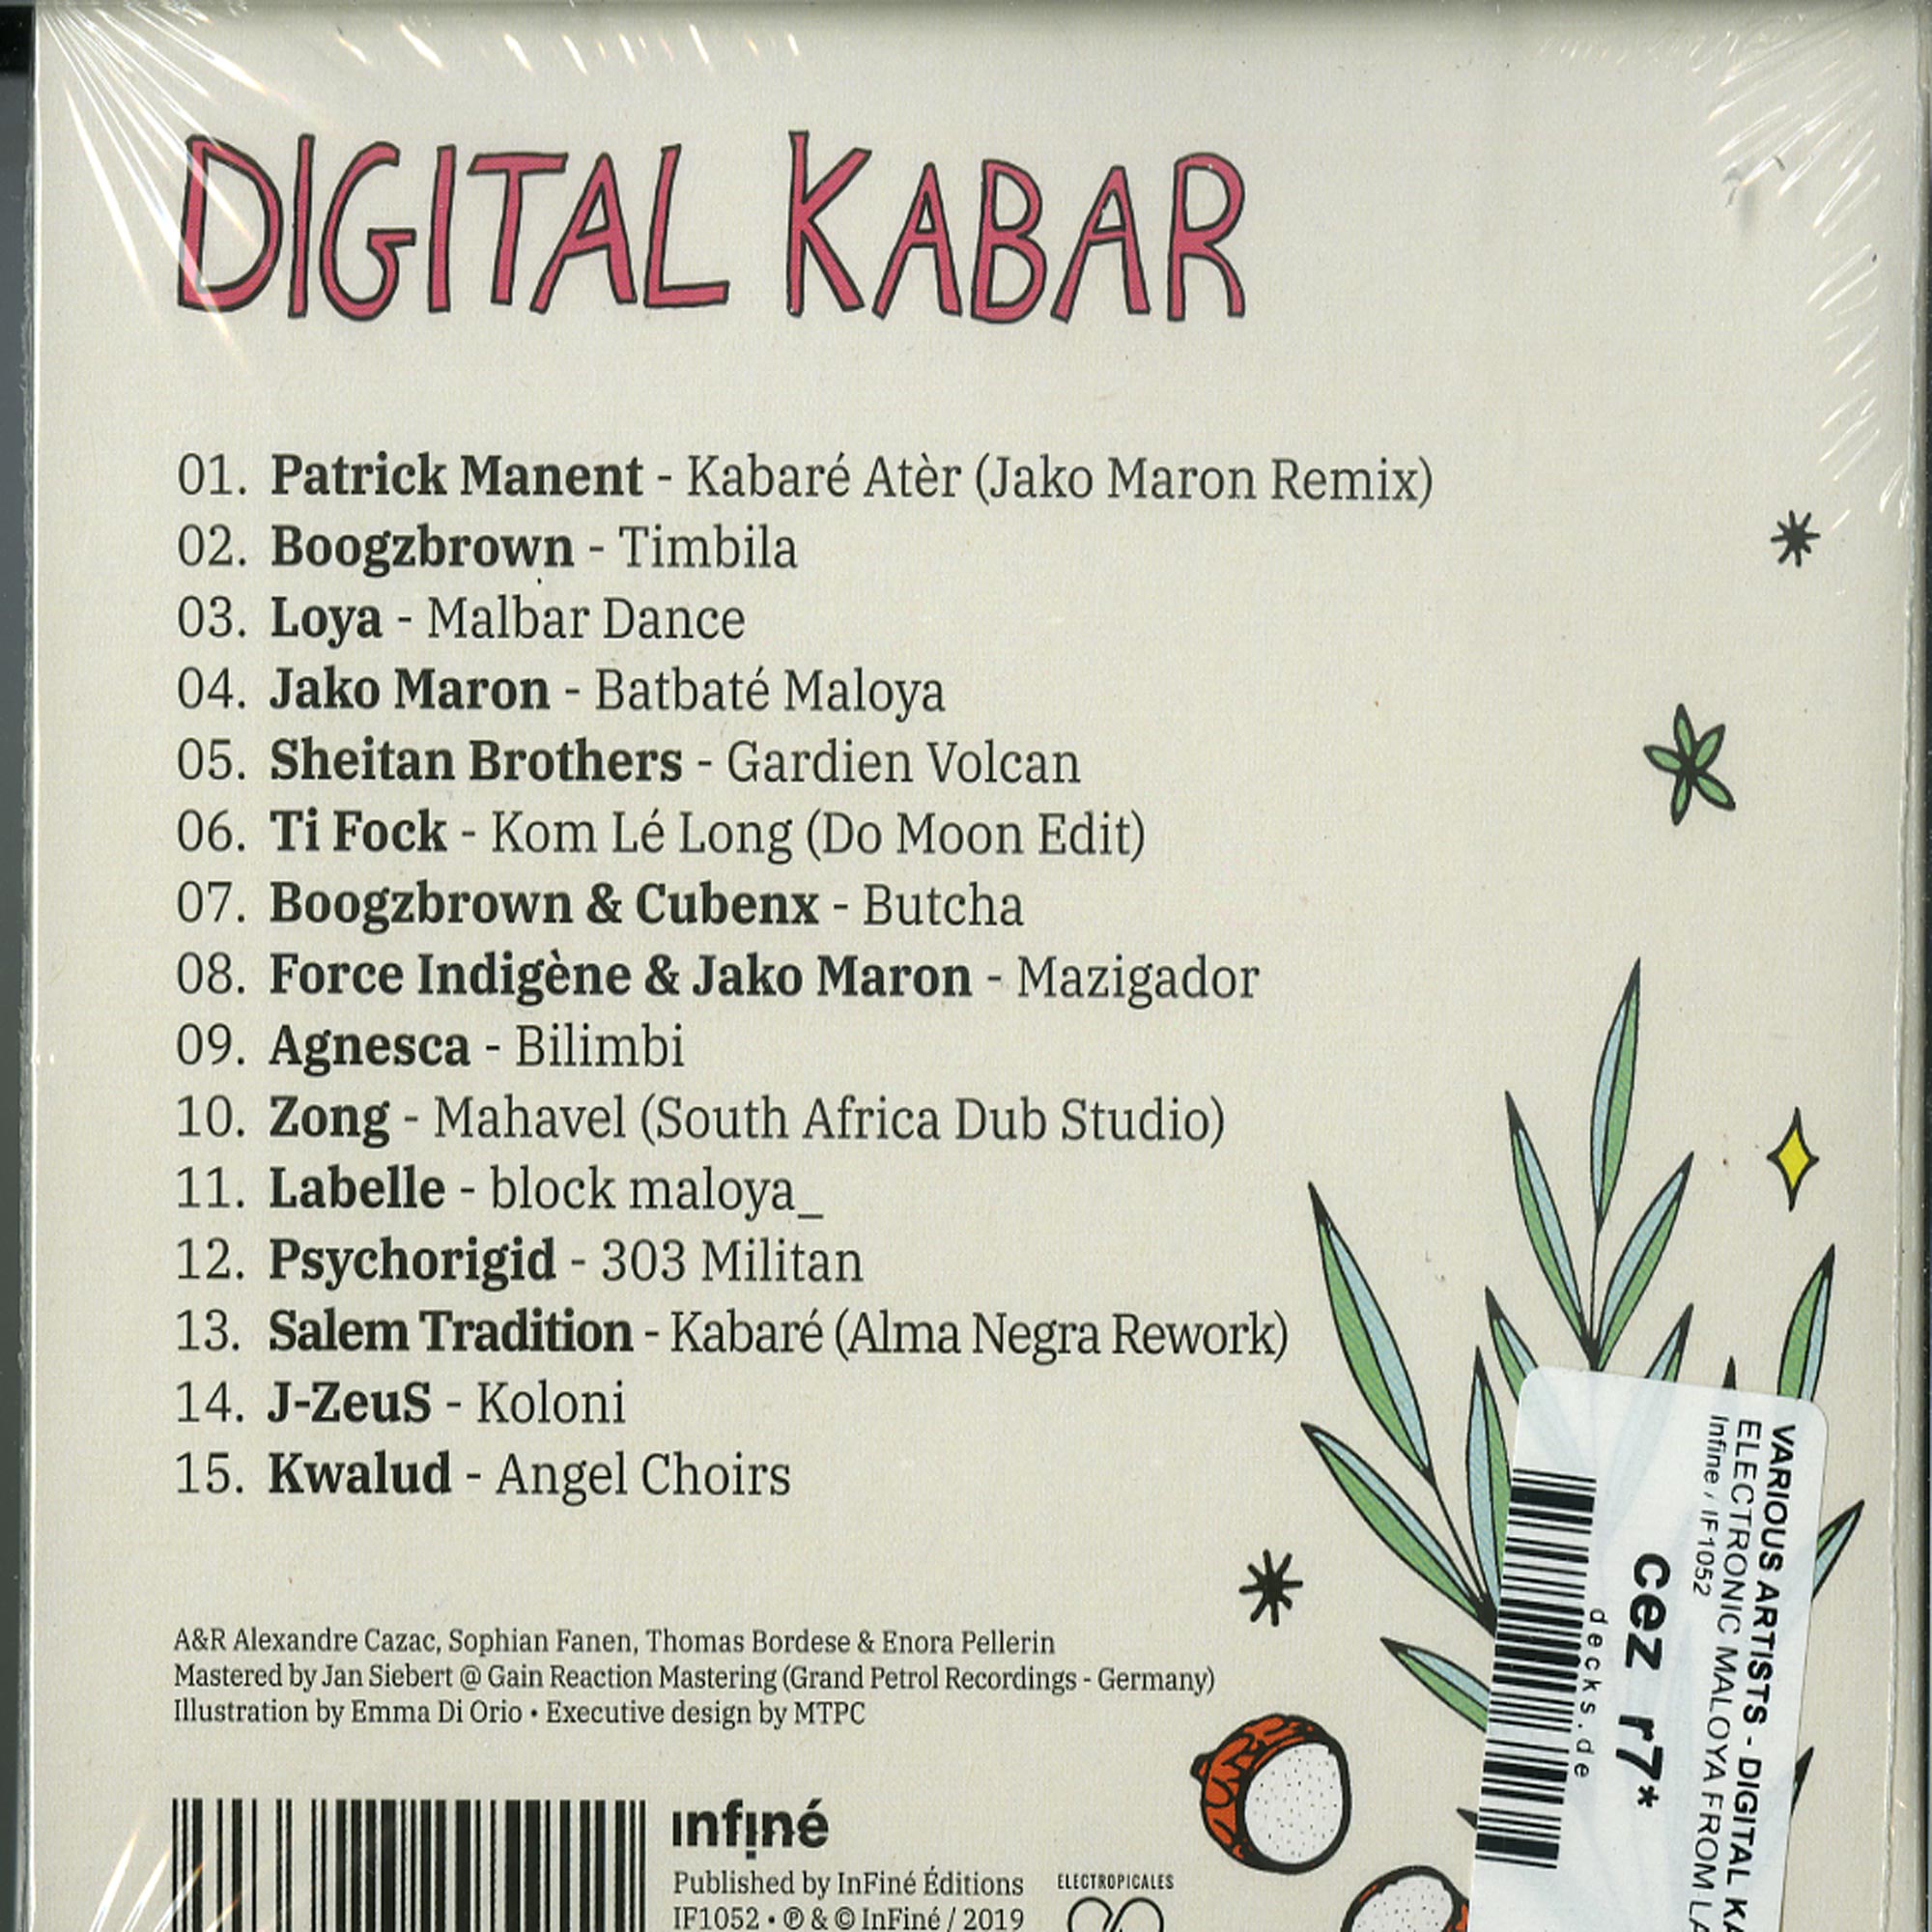 DIGITAL KABAR
01. Patrick Manent - Kabaré Atèr (Jako Maron Remix)
02. Boogzbrown - Timbila
03. Loya - Malbar Dance
04. Jako Maron - Batbaté Maloya
05. Sheitan Brothers - Gardien Volcan
06. Ti Fock - Kom Lé Long (Do Moon Edit)
07. Boogzbrown & Cubenx - Butcha
08. Force Indigène & Jako Maron - Mazigador
09. Agnesca - Bilimbi
10. Zong - Mahavel (South Africa Dub Studio)
11. Labelle - block maloya_
12. Psychorigid - 303 Militan
13. Salem Tradition - Kabaré (Alma Negra Rework)
14. J-ZeuS - Koloni
15. Kwalud - Angel Choirs
A&R Alexandre Cazac, Sophian Fanen, Thomas Bordese & Enora Pellerin
Mastered by Jan Siebert @ Gain Reaction Mastering (Grand Petrol Recordings - Germany)
Illustration by Emma Di Orio • Executive design by MTPC
infiné
Published by InFiné Éditions
IF1052 • ℗ & © InFiné / 2019
ELECTROPICALES
VARIOUS ARTISTS - DIGITAL
ELECTRONIC MALOYA FROM
Infine / IF1052
cez r7*
decks.de